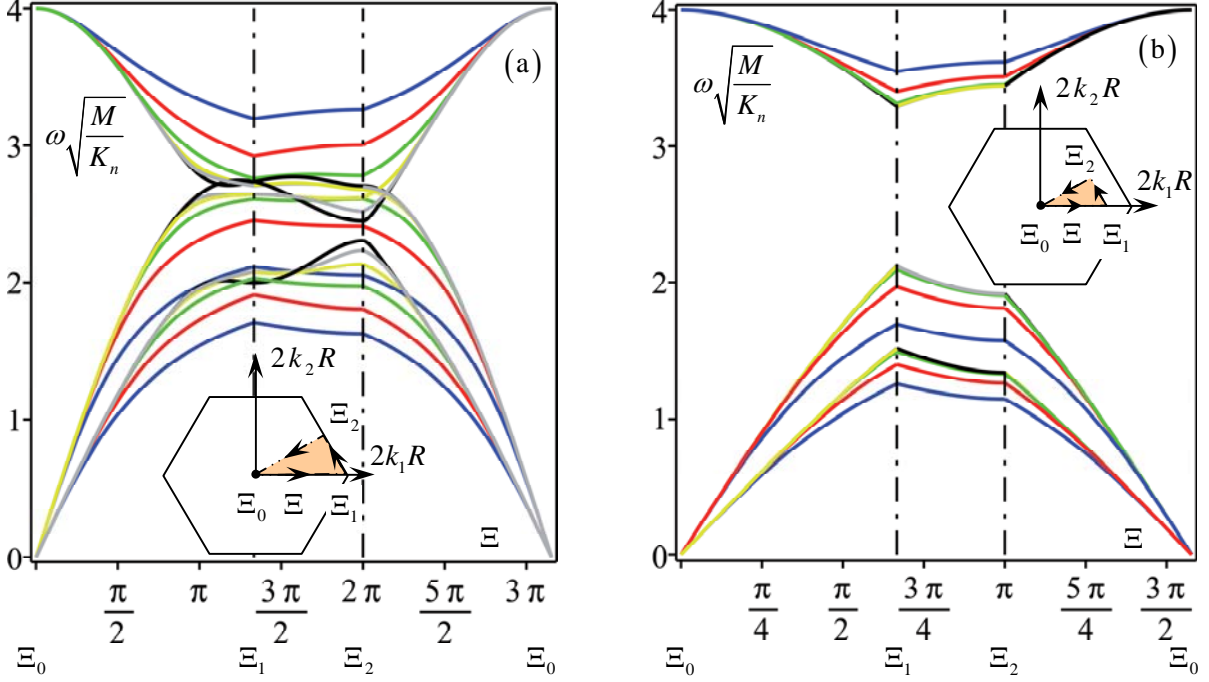 (a)
4
ω√(M/Kₙ)
3
2
1
0
2k₂R
2k₁R
Ξ₂
Ξ₀ Ξ Ξ₁
Ξ
π/2 π 3π/2 2π 5π/2 3π
Ξ₀ Ξ₁ Ξ₂ Ξ₀
(b)
4
ω√(M/Kₙ)
3
2
1
0
2k₂R
2k₁R
Ξ₂
Ξ₀ Ξ Ξ₁
Ξ
π/4 π/2 3π/4 π 5π/4 3π/2
Ξ₀ Ξ₁ Ξ₂ Ξ₀